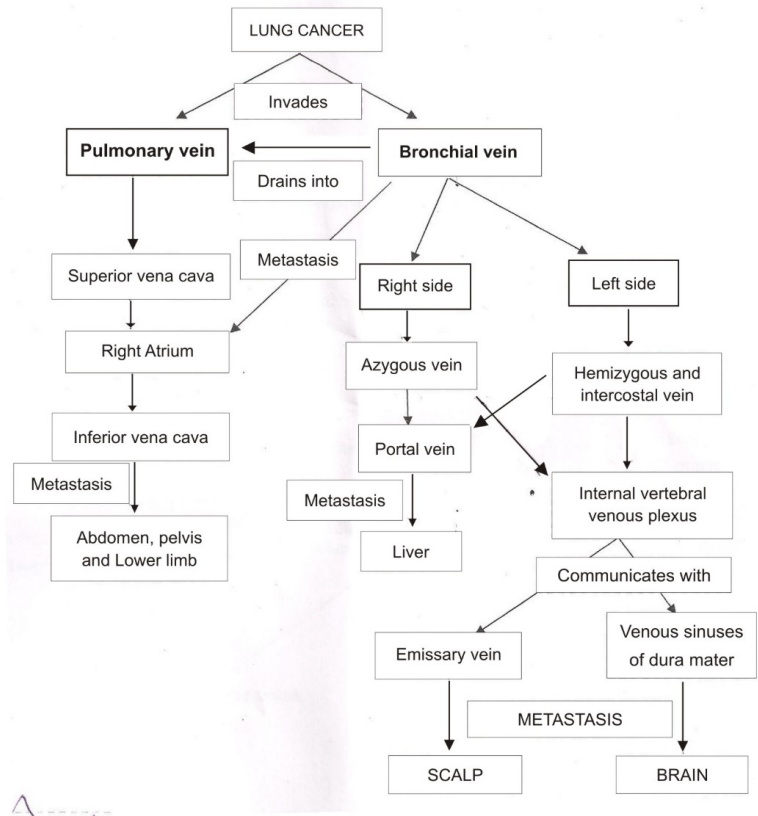 LUNG CANCER
Invades
Pulmonary vein
Bronchial vein
Drains into
Metastasis
Superior vena cava
Right side
Left side
Right Atrium
Azygous vein
Hemizygous and
intercostal vein
Inferior vena cava
Portal vein
Metastasis
Metastasis
Internal vertebral
venous plexus
Abdomen, pelvis
and Lower limb
Liver
Communicates with
Emissary vein
Venous sinuses
of dura mater
METASTASIS
SCALP
BRAIN